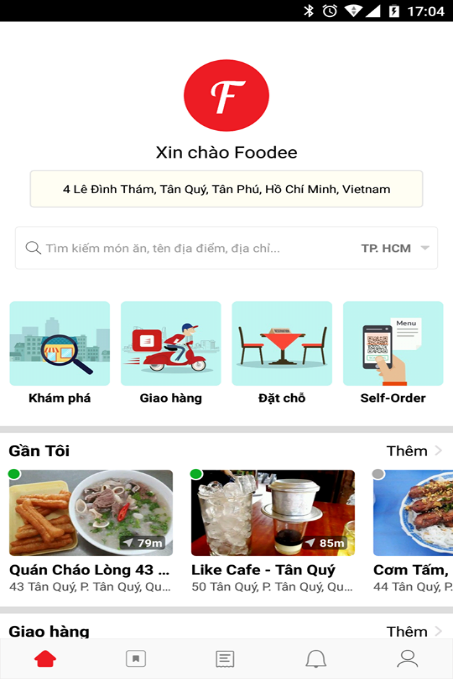 17:04
F
Xin chào Foodee
4 Lê Đình Thám, Tân Quý, Tân Phú, Hồ Chí Minh, Vietnam
Tìm kiếm món ăn, tên địa điểm, địa chỉ... TP. HCM
Menu
Khám phá Giao hàng Đặt chỗ Self-Order
Gần Tôi Thêm
79m 85m
Quán Cháo Lòng 43 ... Like Cafe - Tân Quý Cơm Tấm,
43 Tân Quý, P. Tân Quý, Qu... 50 Tân Quý, P. Tân Quý, Qu... 44 Tân Quý, P
Giao hàng Thêm